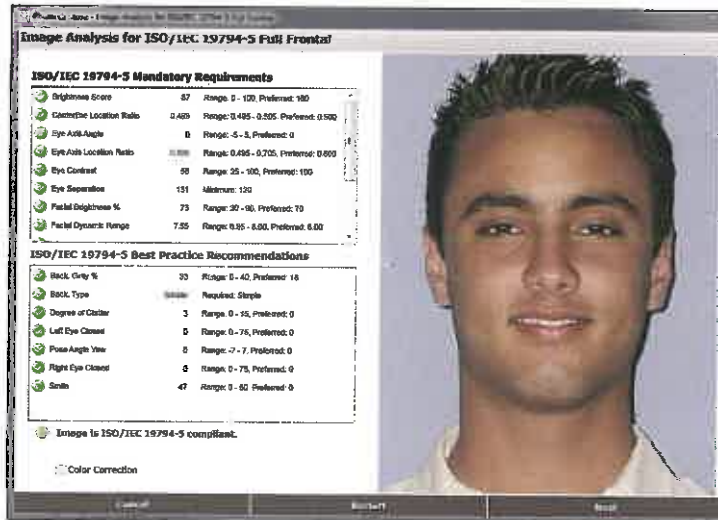 Image Analysis for ISO/IEC 19794-5 Full Frontal
ISO/IEC 19794-5 Mandatory Requirements
Brightness Score 87 Range: 0 - 100, Preferred: 100
Centerline Location Ratio Range: 0.495 - 0.505, Preferred: 0.500
Eye Axis Angle 0 Range: -5 - 5, Preferred: 0
Eye Axis Location Ratio Range: 0.495 - 0.705, Preferred: 0.600
Eye Contrast Range: 25 - 100, Preferred: 100
Eye Separation 131 Minimum: 120
Facial Brightness % 73 Range: 30 - 90, Preferred: 70
Facial Dynamic Range 7.55 Range: 6.95 - 8.00, Preferred: 8.00
ISO/IEC 19794-5 Best Practice Recommendations
Back. Grey % 33 Range: 0 - 40, Preferred: 18
Back. Type Required: Simple
Degree of Clutter 3 Range: 0 - 15, Preferred: 0
Left Eye Closed 0 Range: 0 - 75, Preferred: 0
Pose Angle Yaw 0 Range: -7 - 7, Preferred: 0
Right Eye Closed 0 Range: 0 - 75, Preferred: 0
Smile 47 Range: 0 - 50 Preferred: 0
Image is ISO/IEC 19794-5 compliant.
Color Correction
Cancel Restart Next